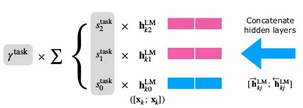 Concatenate
hidden layers
γ^task × Σ {
s_2^task × h_k2^LM
s_1^task × h_k1^LM
s_0^task × h_k0^LM
([x_k; x_k])
[h⃗_kj^LM; h⃖_kj^LM]